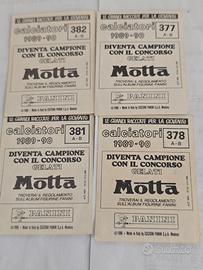 LE GRANDI RACCOLTE PER LA GIOVENTU'
calciatori 382
1989-90 A-B
DIVENTA CAMPIONE
CON IL CONCORSO
GELATI
Motta
TROVERAI IL REGOLAMENTO
SULL'ALBUM FIGURINE PANINI
PANINI
LE GRANDI RACCOLTE PER LA GIOVENTU'
calciatori 377
1989-90 A-B
DIVENTA CAMPIONE
CON IL CONCORSO
GELATI
Motta
TROVERAI IL REGOLAMENTO
SULL'ALBUM FIGURINE PANINI
PANINI
LE GRANDI RACCOLTE PER LA GIOVENTU'
calciatori 381
1989-90 A-B
DIVENTA CAMPIONE
CON IL CONCORSO
GELATI
Motta
TROVERAI IL REGOLAMENTO
SULL'ALBUM FIGURINE PANINI
PANINI
LE GRANDI RACCOLTE PER LA GIOVENTU'
calciatori 378
1989-90 A-B
DIVENTA CAMPIONE
CON IL CONCORSO
GELATI
Motta
TROVERAI IL REGOLAMENTO
SULL'ALBUM FIGURINE PANINI
PANINI
subito